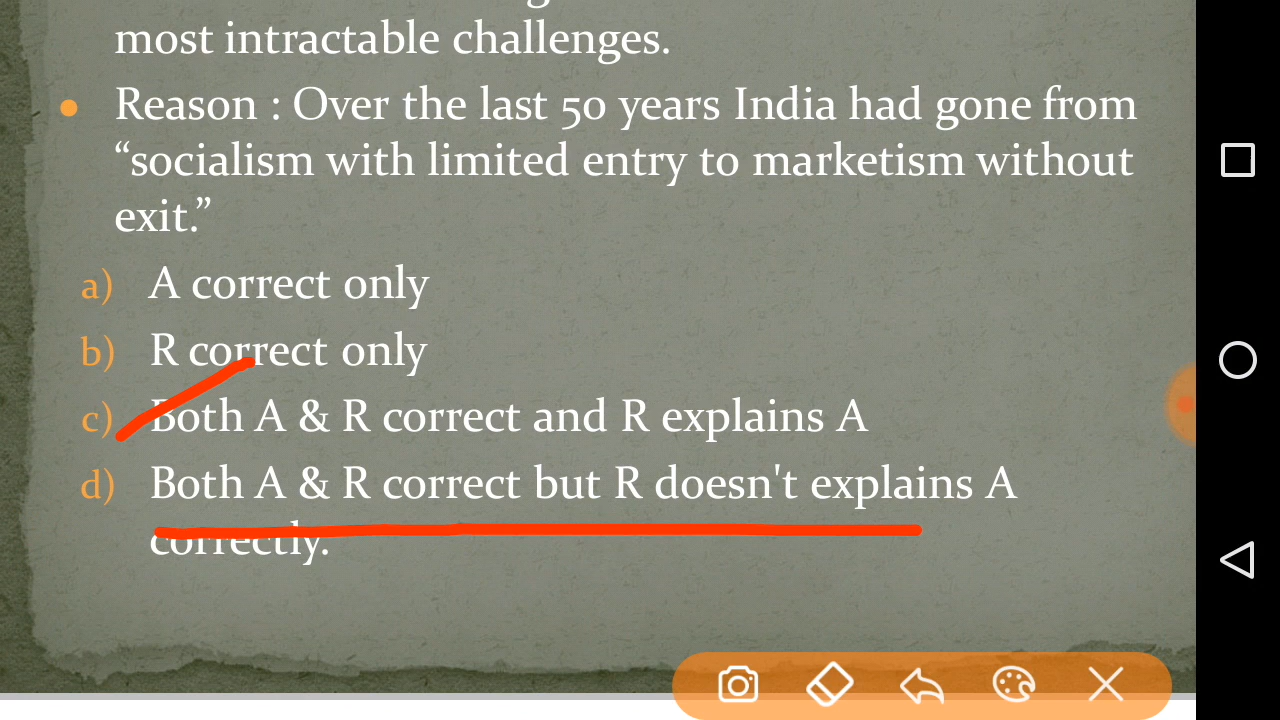 most intractable challenges.
Reason : Over the last 50 years India had gone from
“socialism with limited entry to marketism without
exit.”
a) A correct only
b) R correct only
c) Both A & R correct and R explains A
d) Both A & R correct but R doesn't explains A
correctly.